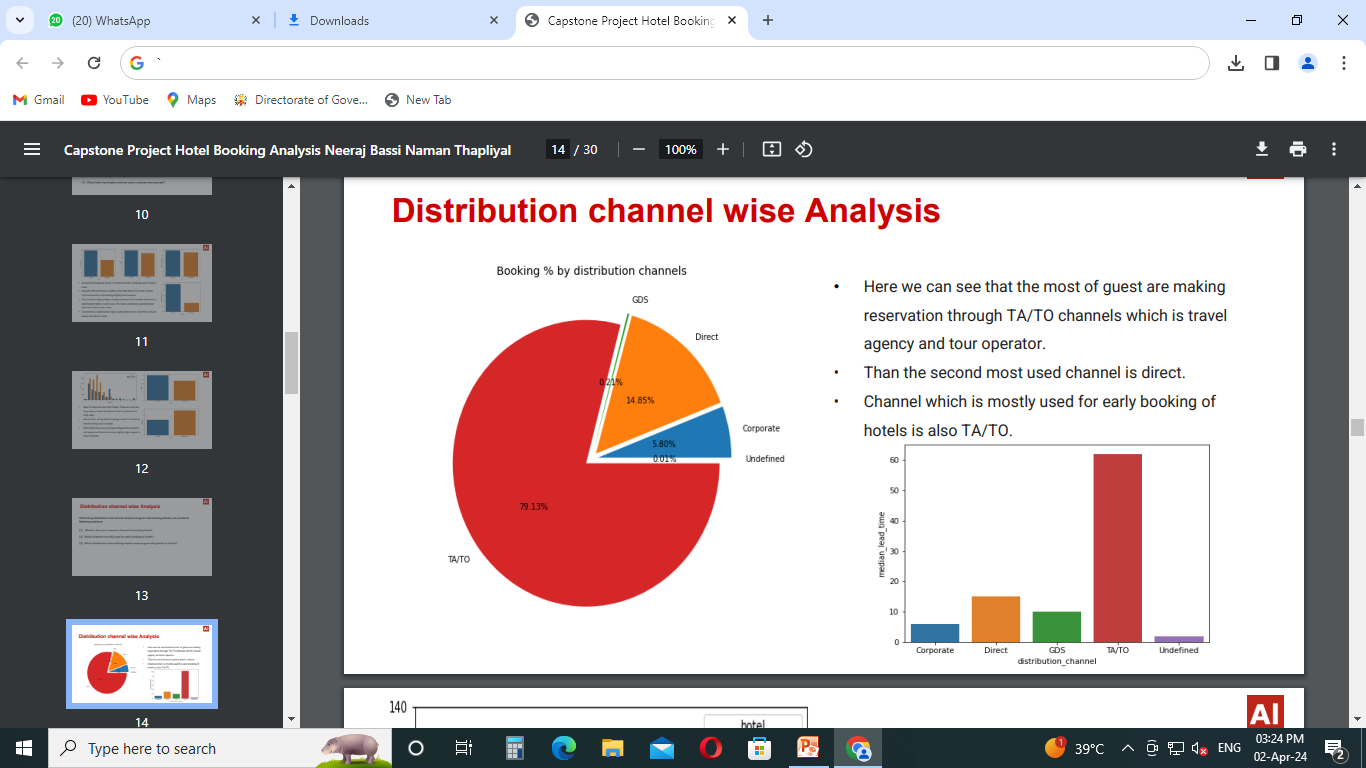 (20) WhatsApp
Downloads
Capstone Project Hotel Booking
`
Gmail
YouTube
Maps
Directorate of Gove...
New Tab
Capstone Project Hotel Booking Analysis Neeraj Bassi Naman Thapliyal
14 / 30
100%
10
11
12
Distribution channel wise Analysis
13
Distribution channel wise Analysis
14
Distribution channel wise Analysis
Booking % by distribution channels
GDS
Direct
0.21%
14.85%
Corporate
5.80%
0.01%
Undefined
79.13%
TA/TO
• Here we can see that the most of guest are making
reservation through TA/TO channels which is travel
agency and tour operator.
• Than the second most used channel is direct.
• Channel which is mostly used for early booking of
hotels is also TA/TO.
60
50
40
30
20
10
0
median_lead_time
Corporate
Direct
GDS
TA/TO
Undefined
distribution_channel
140
hotel
AI
Type here to search
1
39°C
ENG
03:24 PM
02-Apr-24
2